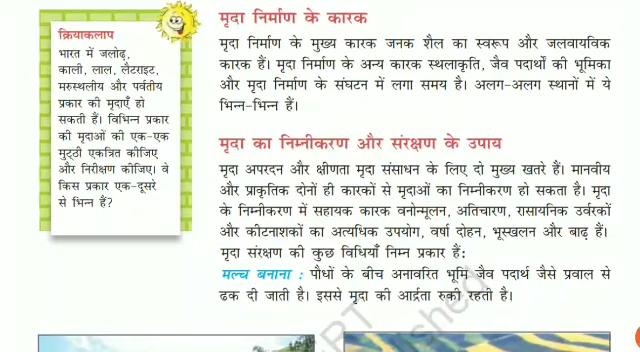 क्रियाकलाप
भारत में जलोढ़,
काली, लाल, लैटराइट,
मरुस्थलीय और पर्वतीय
प्रकार की मृदाएँ हो
सकती हैं। विभिन्न प्रकार
की मृदाओं की एक-एक
मुट्ठी एकत्रित कीजिए
और निरीक्षण कीजिए। वे
किस प्रकार एक-दूसरे
से भिन्न हैं?
मृदा निर्माण के कारक
मृदा निर्माण के मुख्य कारक जनक शैल का स्वरूप और जलवायविक
कारक हैं। मृदा निर्माण के अन्य कारक स्थलाकृति, जैव पदार्थों की भूमिका
और मृदा निर्माण के संघटन में लगा समय है। अलग-अलग स्थानों में ये
भिन्न-भिन्न हैं।
मृदा का निम्नीकरण और संरक्षण के उपाय
मृदा अपरदन और क्षीणता मृदा संसाधन के लिए दो मुख्य खतरे हैं। मानवीय
और प्राकृतिक दोनों ही कारकों से मृदाओं का निम्नीकरण हो सकता है। मृदा
के निम्नीकरण में सहायक कारक वनोन्मूलन, अतिचारण, रासायनिक उर्वरकों
और कीटनाशकों का अत्यधिक उपयोग, वर्षा दोहन, भूस्खलन और बाढ़ हैं।
मृदा संरक्षण की कुछ विधियाँ निम्न प्रकार हैं:
मल्च बनाना : पौधों के बीच अनावरित भूमि जैव पदार्थ जैसे प्रवाल से
ढक दी जाती है। इससे मृदा की आर्द्रता रुकी रहती है।